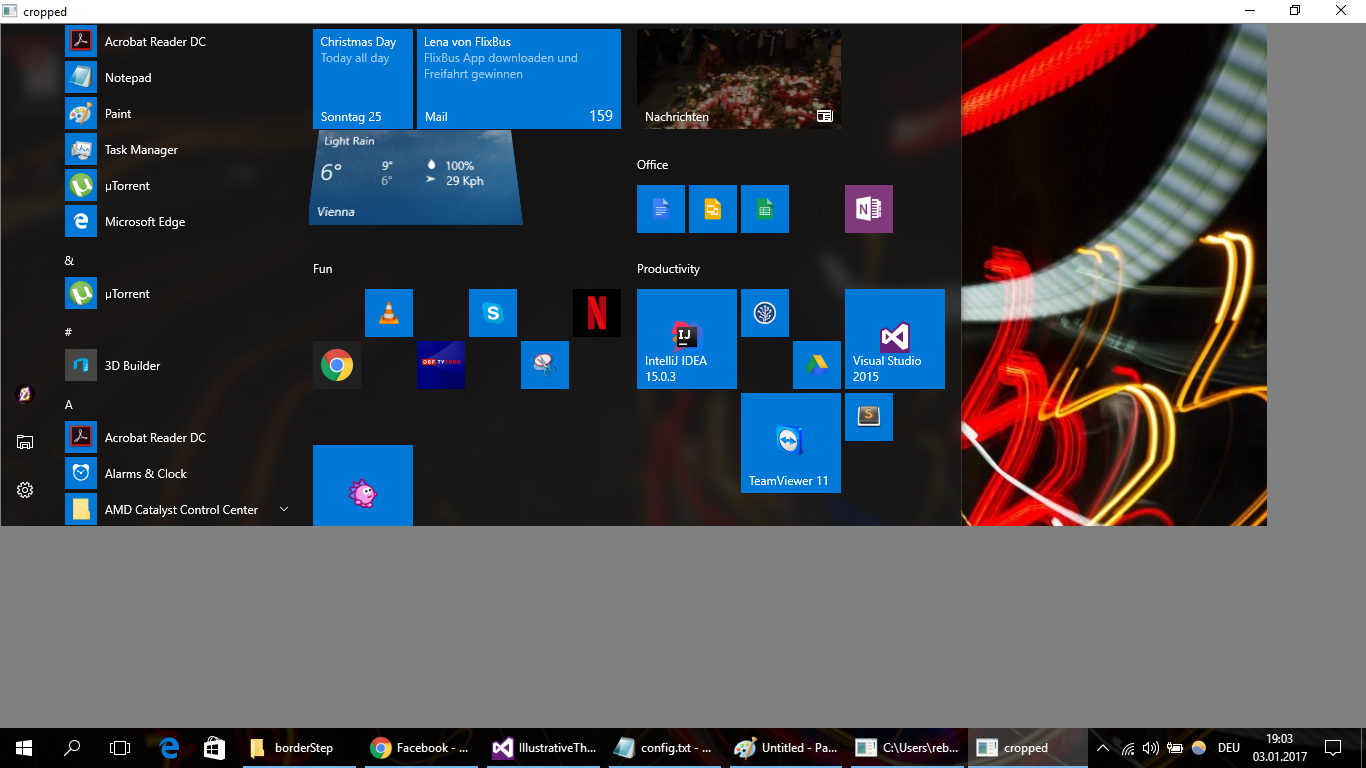 cropped
Acrobat Reader DC
Notepad
Paint
Task Manager
µTorrent
Microsoft Edge
&
µTorrent
#
3D Builder
A
Acrobat Reader DC
Alarms & Clock
AMD Catalyst Control Center
Christmas Day
Today all day
Sonntag 25
Lena von FlixBus
FlixBus App downloaden und
Freifahrt gewinnen
Mail 159
Light Rain
6° 9° 100%
6° 29 Kph
Vienna
Fun
S
N
ORF TVTHEK
Nachrichten
Office
N
Productivity
IJ
IntelliJ IDEA
15.0.3
Visual Studio
2015
S
TeamViewer 11
borderStep
Facebook - ...
IllustrativeTh...
config.txt - ...
Untitled - Pa...
C:\Users\reb...
cropped
DEU
19:03
03.01.2017